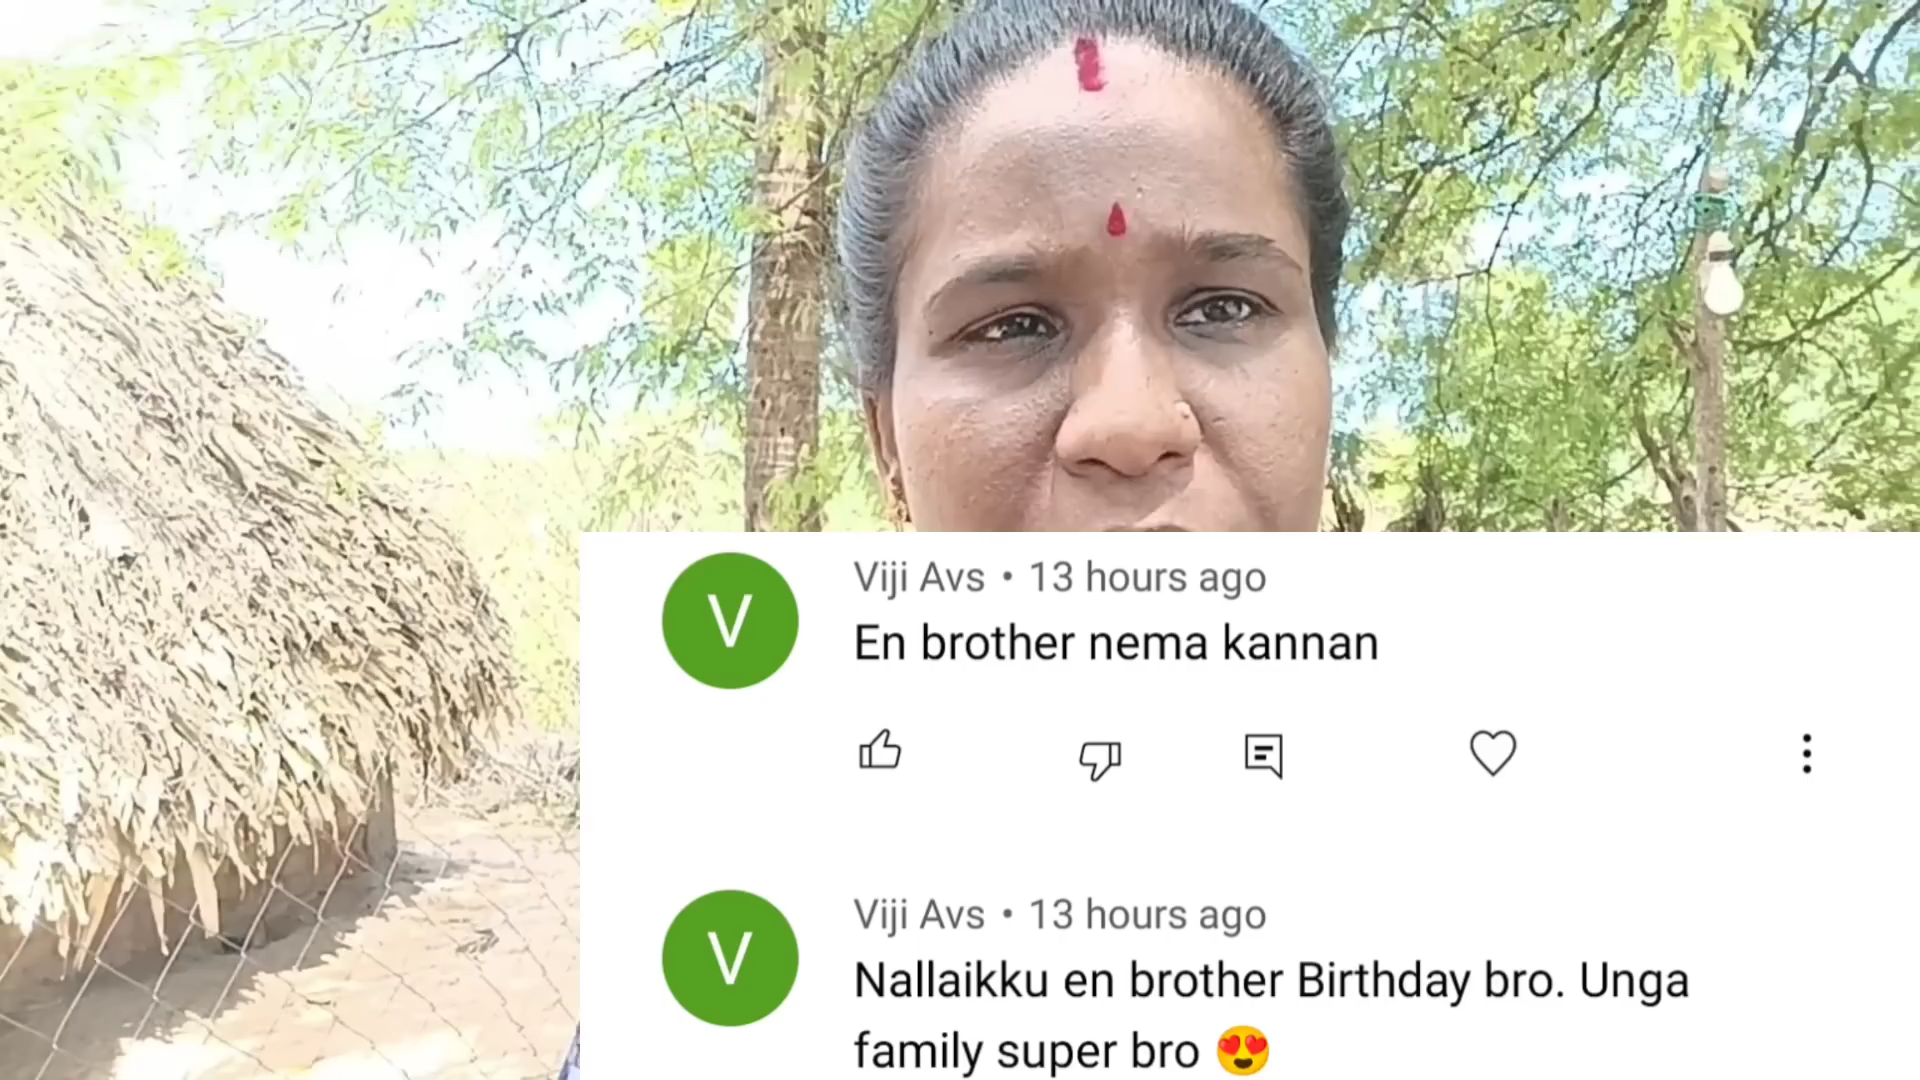 V
Viji Avs • 13 hours ago
En brother nema kannan
V
Viji Avs • 13 hours ago
Nallaikku en brother Birthday bro. Unga
family super bro 😍